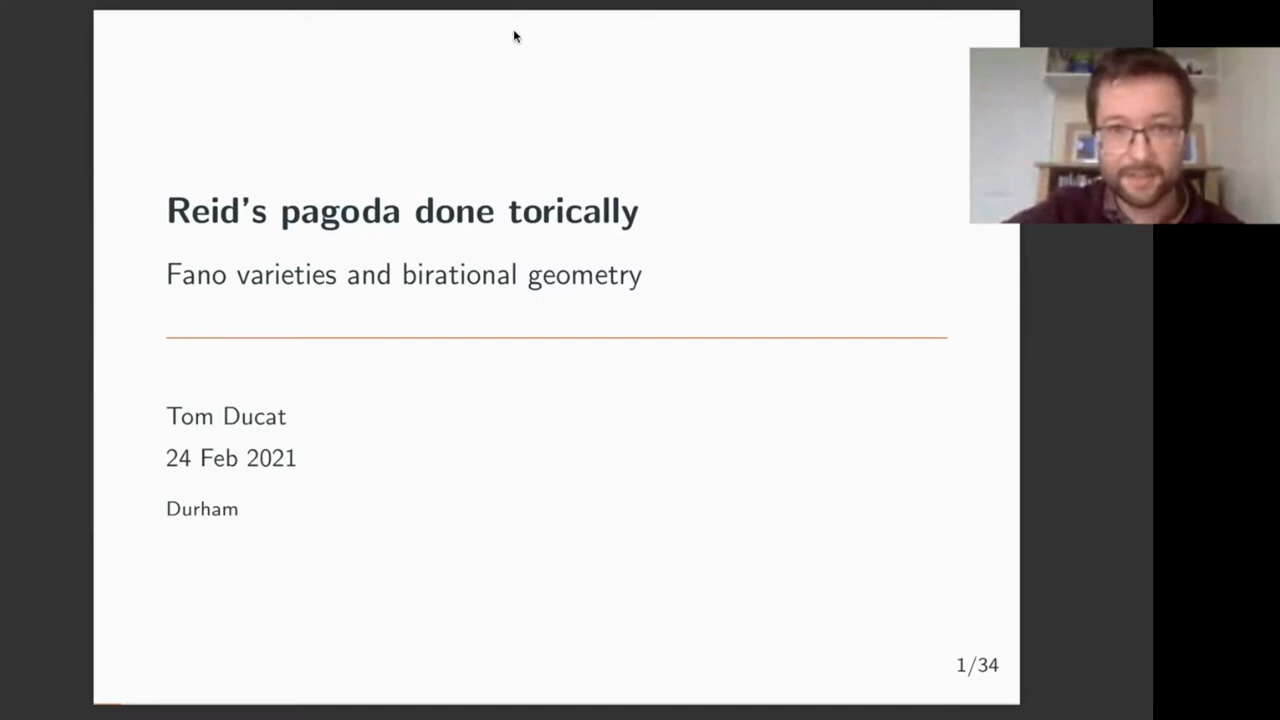 Reid's pagoda done torically
Fano varieties and birational geometry
Tom Ducat
24 Feb 2021
Durham
1/34